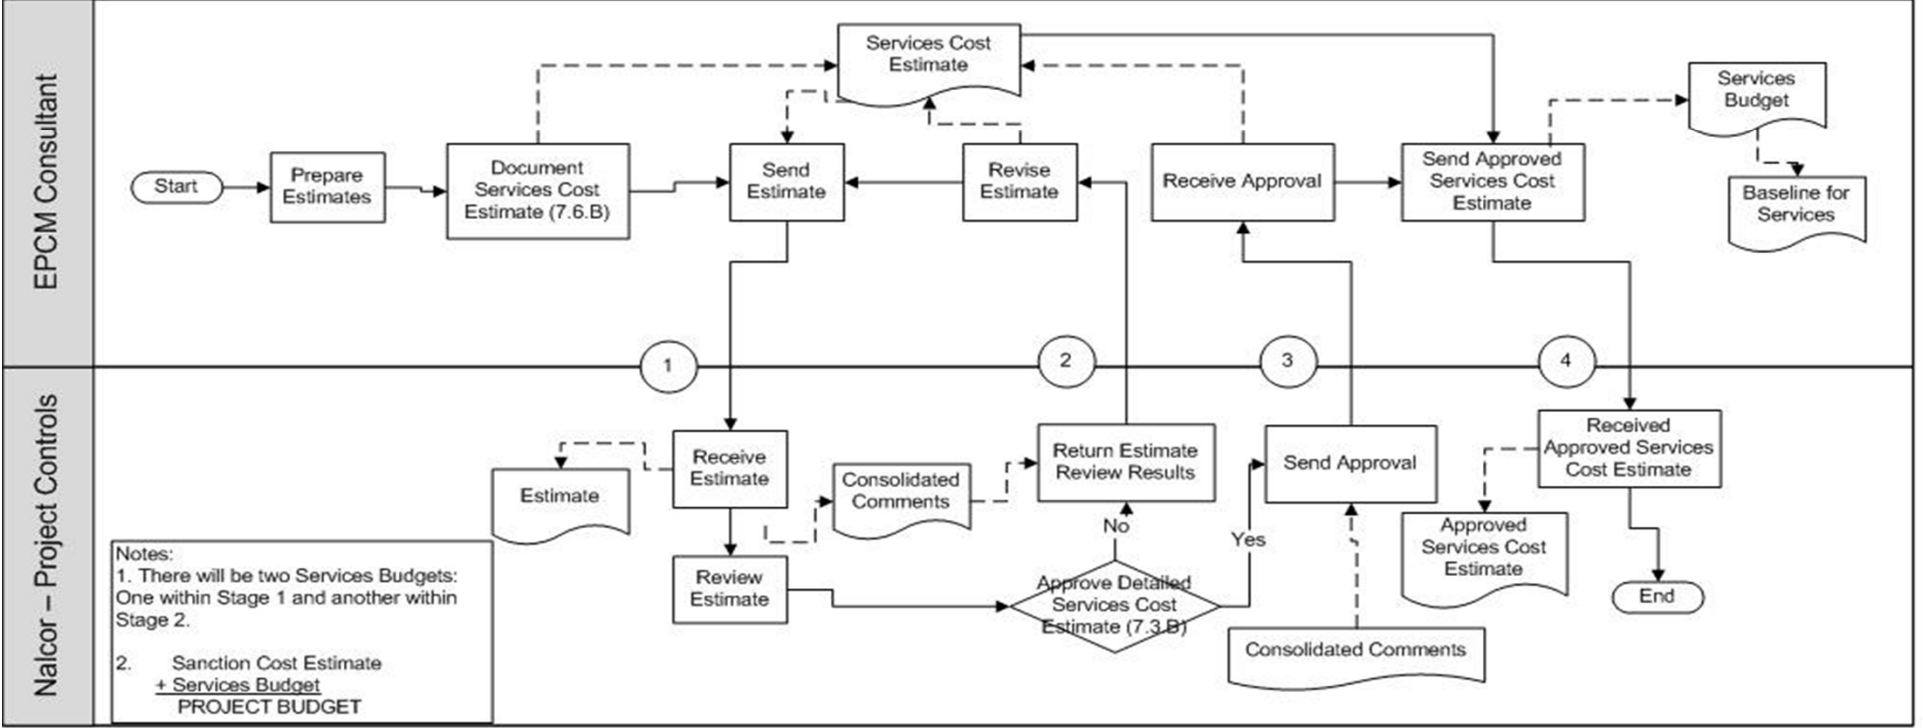 EPCM Consultant
Start
Prepare
Estimates
Document
Services Cost
Estimate (7.6.B)
Services Cost
Estimate
Send
Estimate
Revise
Estimate
Receive Approval
Send Approved
Services Cost
Estimate
Services
Budget
Baseline for
Services
1
2
3
4
Nalcor – Project Controls
Estimate
Receive
Estimate
Consolidated
Comments
Return Estimate
Review Results
Send Approval
Received
Approved Services
Cost Estimate
No
Yes
Review
Estimate
Approve Detailed
Services Cost
Estimate (7.3.B)
Consolidated Comments
Approved
Services Cost
Estimate
End
Notes:
1. There will be two Services Budgets:
One within Stage 1 and another within
Stage 2.
2. Sanction Cost Estimate
+ Services Budget
PROJECT BUDGET